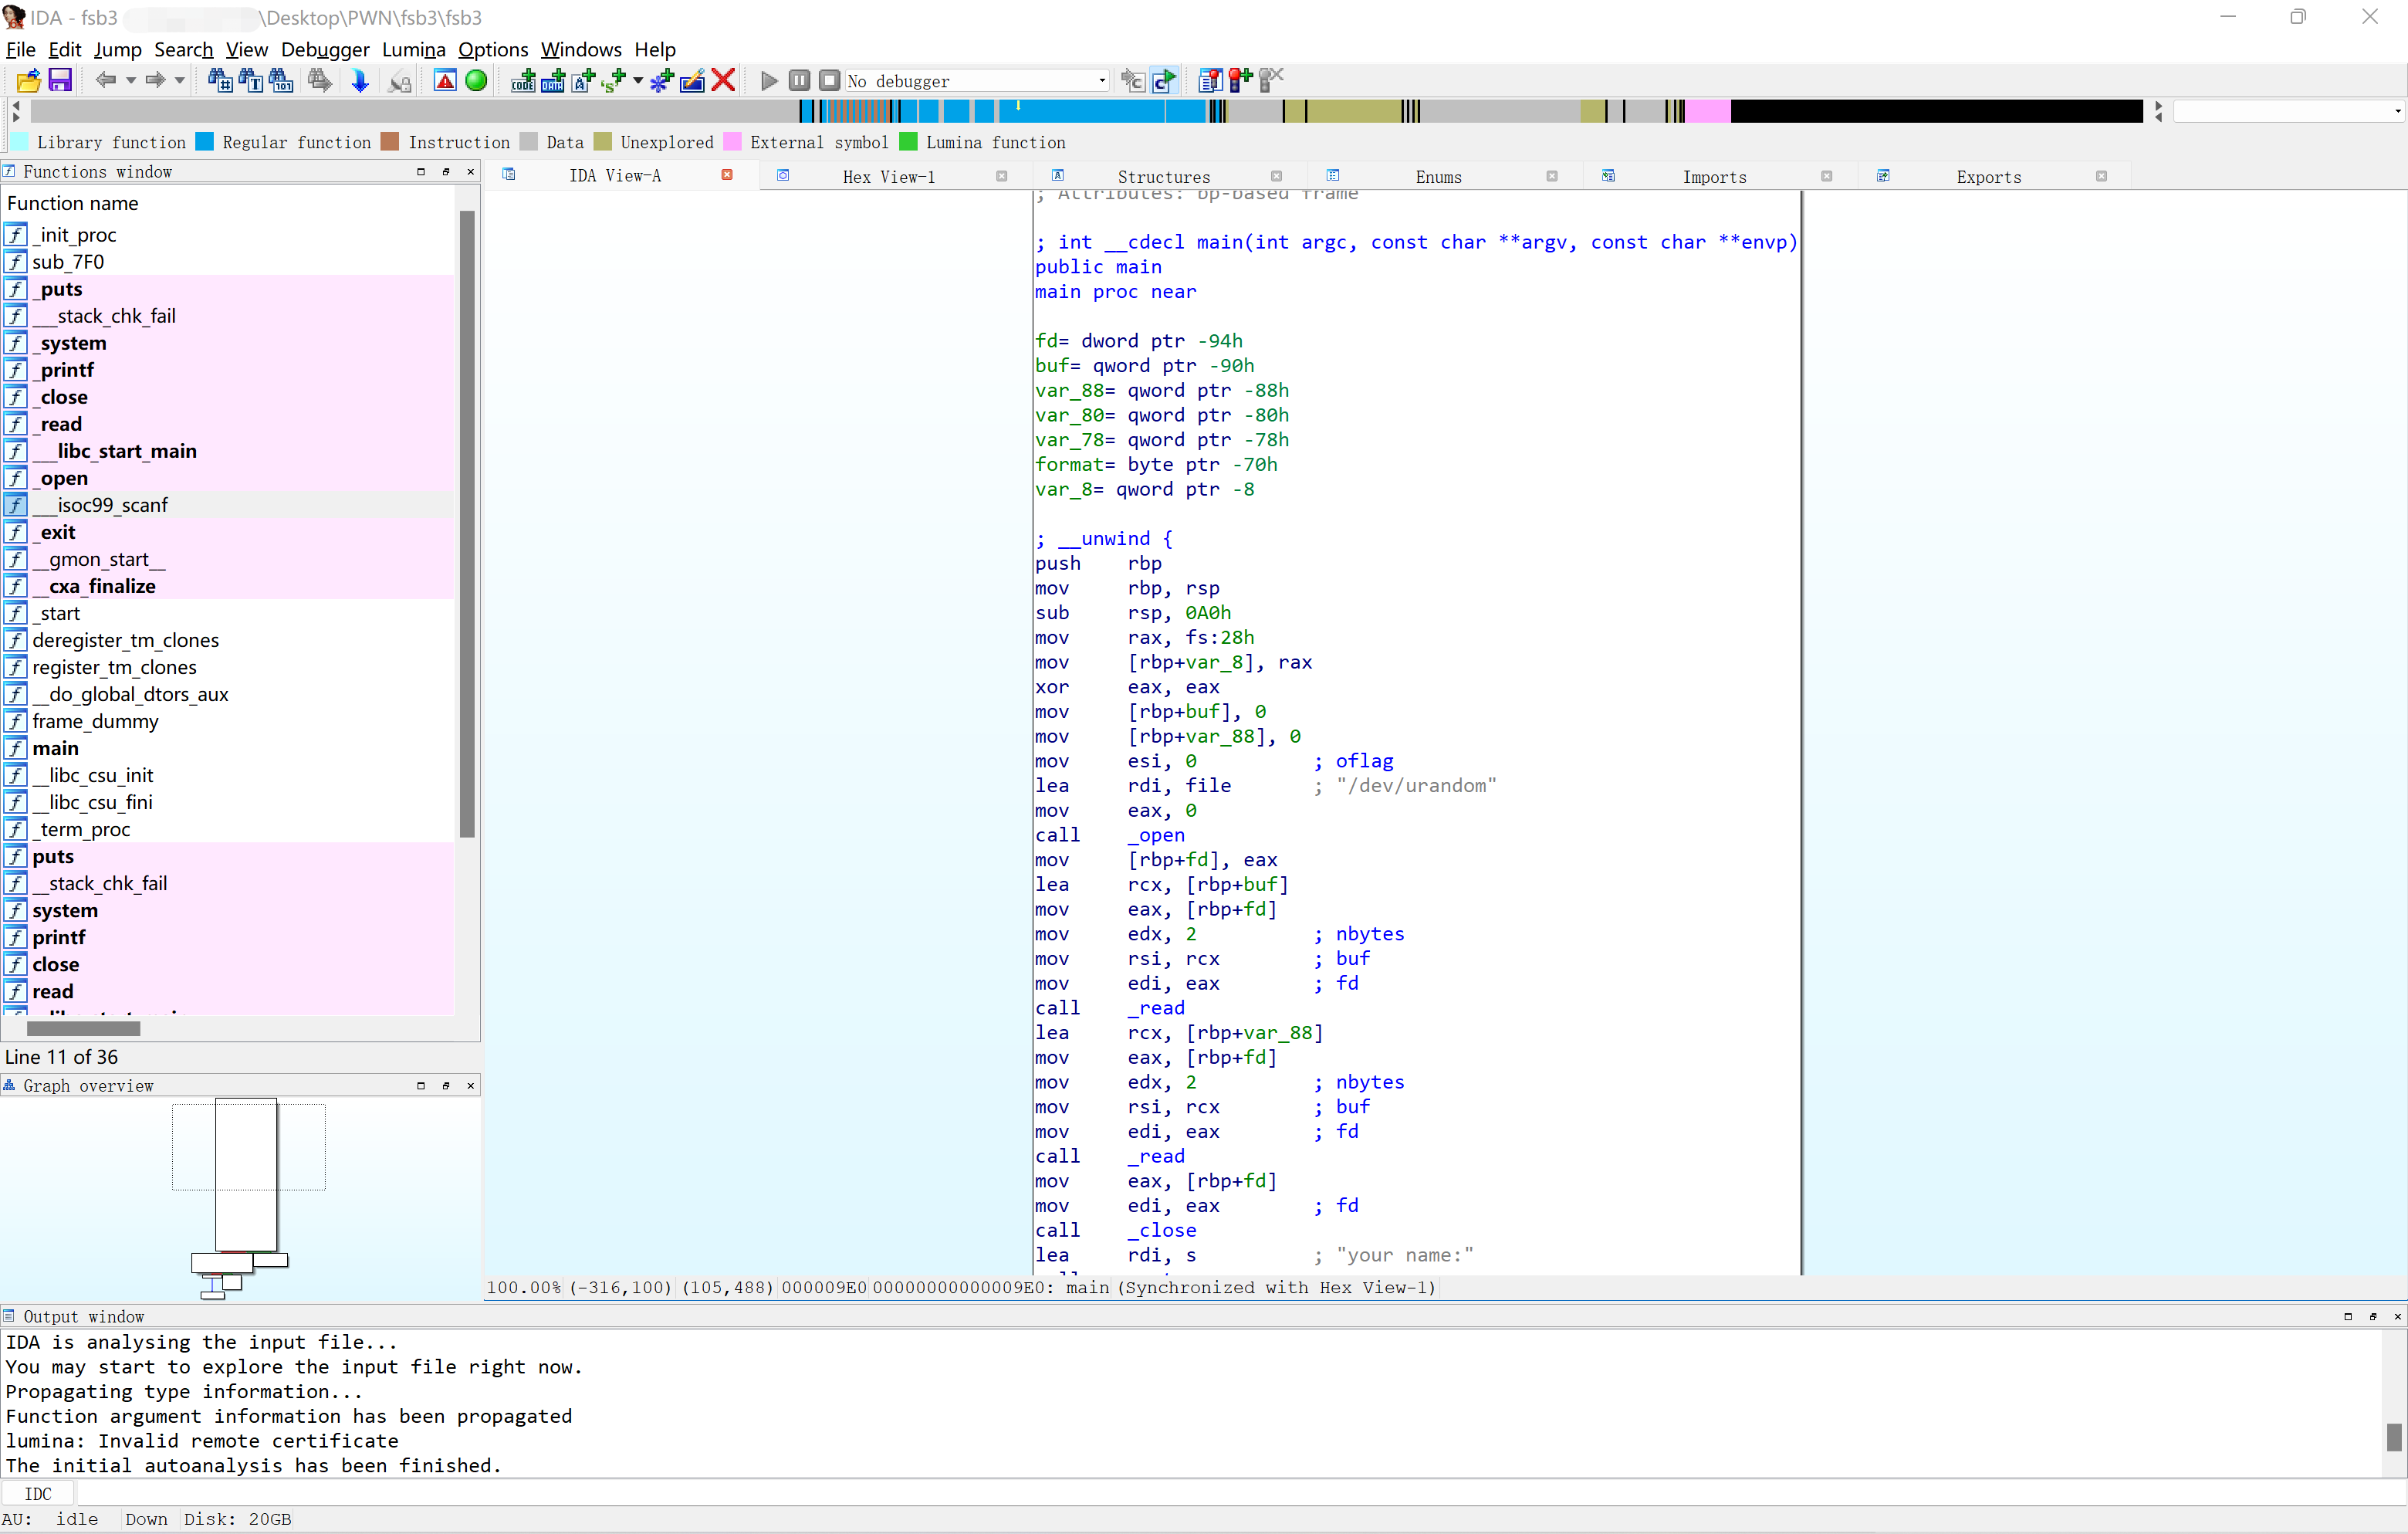 IDA - fsb3 \Desktop\PWN\fsb3\fsb3
File Edit Jump Search View Debugger Lumina Options Windows Help
No debugger
Library function Regular function Instruction Data Unexplored External symbol Lumina function
Functions window
Function name
_init_proc
sub_7F0
_puts
___stack_chk_fail
_system
_printf
_close
_read
___libc_start_main
_open
___isoc99_scanf
_exit
__gmon_start__
__cxa_finalize
_start
deregister_tm_clones
register_tm_clones
__do_global_dtors_aux
frame_dummy
main
__libc_csu_init
__libc_csu_fini
_term_proc
puts
__stack_chk_fail
system
printf
close
read
Line 11 of 36
Graph overview
IDA View-A Hex View-1 Structures Enums Imports Exports
; Attributes: bp-based frame
; int __cdecl main(int argc, const char **argv, const char **envp)
public main
main proc near
fd= dword ptr -94h
buf= qword ptr -90h
var_88= qword ptr -88h
var_80= qword ptr -80h
var_78= qword ptr -78h
format= byte ptr -70h
var_8= qword ptr -8
; __unwind {
push rbp
mov rbp, rsp
sub rsp, 0A0h
mov rax, fs:28h
mov [rbp+var_8], rax
xor eax, eax
mov [rbp+buf], 0
mov [rbp+var_88], 0
mov esi, 0 ; oflag
lea rdi, file ; "/dev/urandom"
mov eax, 0
call _open
mov [rbp+fd], eax
lea rcx, [rbp+buf]
mov eax, [rbp+fd]
mov edx, 2 ; nbytes
mov rsi, rcx ; buf
mov edi, eax ; fd
call _read
lea rcx, [rbp+var_88]
mov eax, [rbp+fd]
mov edx, 2 ; nbytes
mov rsi, rcx ; buf
mov edi, eax ; fd
call _read
mov eax, [rbp+fd]
mov edi, eax ; fd
call _close
lea rdi, s ; "your name:"
100.00% (-316,100) (105,488) 000009E0 00000000000009E0: main (Synchronized with Hex View-1)
Output window
IDA is analysing the input file...
You may start to explore the input file right now.
Propagating type information...
Function argument information has been propagated
lumina: Invalid remote certificate
The initial autoanalysis has been finished.
IDC
AU: idle Down Disk: 20GB